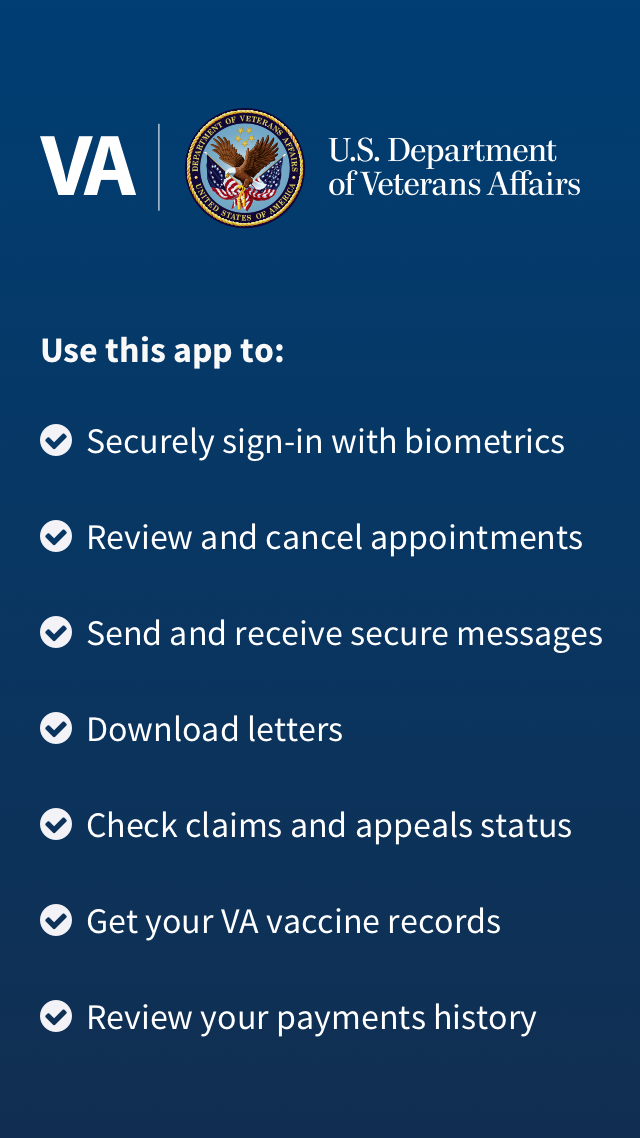 VA
DEPARTMENT OF VETERANS AFFAIRS
UNITED STATES OF AMERICA
U.S. Department
of Veterans Affairs
Use this app to:
Securely sign-in with biometrics
Review and cancel appointments
Send and receive secure messages
Download letters
Check claims and appeals status
Get your VA vaccine records
Review your payments history